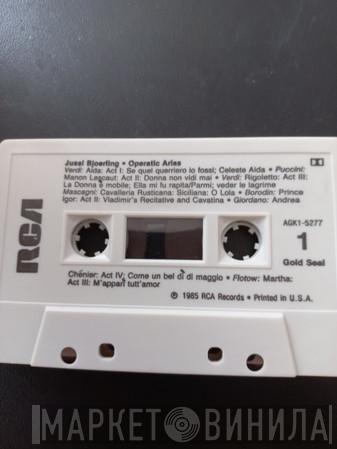 Jussi Bjoerling • Operatic Arias
Verdi: Aida: Act I: Se quel guerriero io fossi; Celeste Aida • Puccini:
Manon Lescaut: Act II: Donna non vidi mai • Verdi: Rigoletto: Act III:
La Donna è mobile; Ella mi fu rapita/Parmi; veder le lagrime
Mascagni: Cavalleria Rusticana: Siciliana: O Lola • Borodin: Prince
Igor: Act II: Vladimir's Recitative and Cavatina • Giordano: Andrea
RCA
AGK1-5277
1
Gold Seal
Chénier: Act IV: Come un bel dì di maggio • Flotow: Martha:
Act III: M'apparì tutt'amor
℗ 1985 RCA Records • Printed in U.S.A.
МАРКЕТ ВИНИЛА